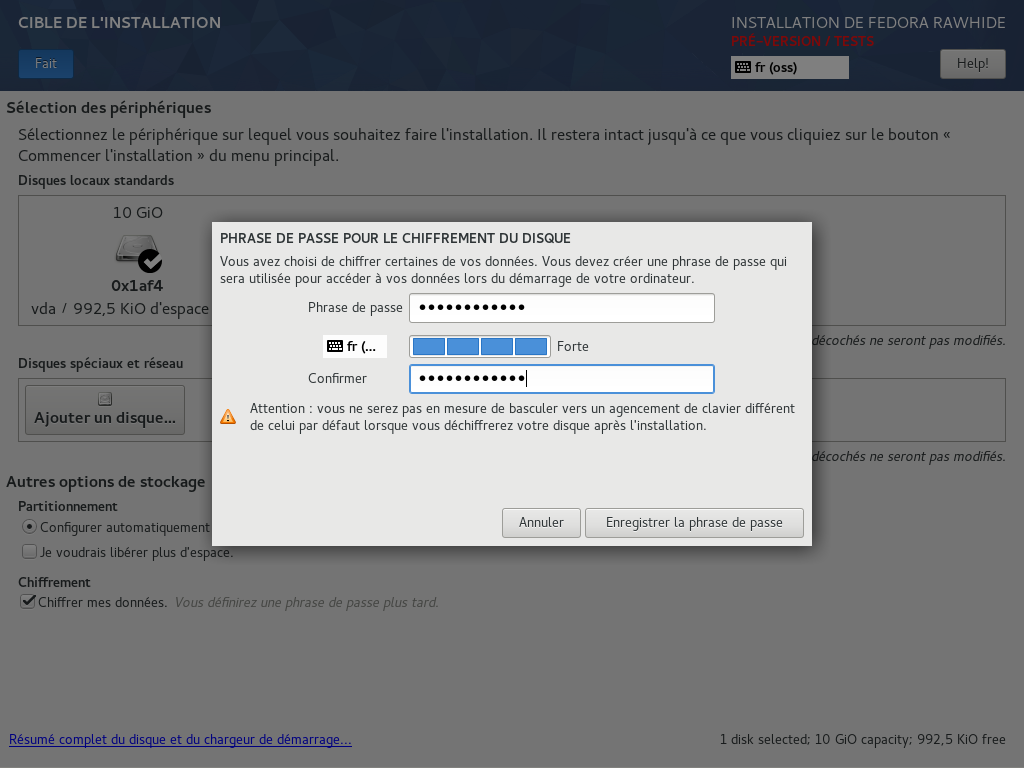 CIBLE DE L'INSTALLATION
INSTALLATION DE FEDORA RAWHIDE
PRÉ-VERSION / TESTS
Fait
fr (oss)
Help!
Sélection des périphériques
Sélectionnez le périphérique sur lequel vous souhaitez faire l'installation. Il restera intact jusqu'à ce que vous cliquiez sur le bouton «
Commencer l'installation » du menu principal.
Disques locaux standards
10 GiO
0x1af4
vda / 992,5 KiO d'espace
décochés ne seront pas modifiés.
PHRASE DE PASSE POUR LE CHIFFREMENT DU DISQUE
Vous avez choisi de chiffrer certaines de vos données. Vous devez créer une phrase de passe qui
sera utilisée pour accéder à vos données lors du démarrage de votre ordinateur.
Phrase de passe ●●●●●●●●●●●●
fr (...
Forte
Confirmer ●●●●●●●●●●●●
Attention : vous ne serez pas en mesure de basculer vers un agencement de clavier différent
de celui par défaut lorsque vous déchiffrerez votre disque après l'installation.
Annuler
Enregistrer la phrase de passe
Disques spéciaux et réseau
Ajouter un disque...
décochés ne seront pas modifiés.
Autres options de stockage
Partitionnement
Configurer automatiquement
Je voudrais libérer plus d'espace.
Chiffrement
Chiffrer mes données. Vous définirez une phrase de passe plus tard.
Résumé complet du disque et du chargeur de démarrage...
1 disk selected; 10 GiO capacity; 992,5 KiO free